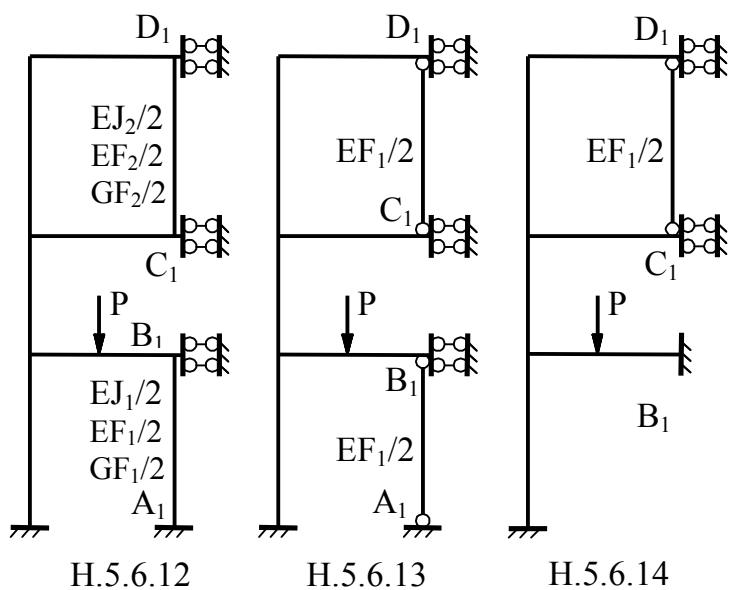 D₁
EJ₂/2
EF₂/2
GF₂/2
C₁
P
B₁
EJ₁/2
EF₁/2
GF₁/2
A₁
H.5.6.12
D₁
EF₁/2
C₁
P
B₁
EF₁/2
A₁
H.5.6.13
D₁
EF₁/2
C₁
P
B₁
H.5.6.14